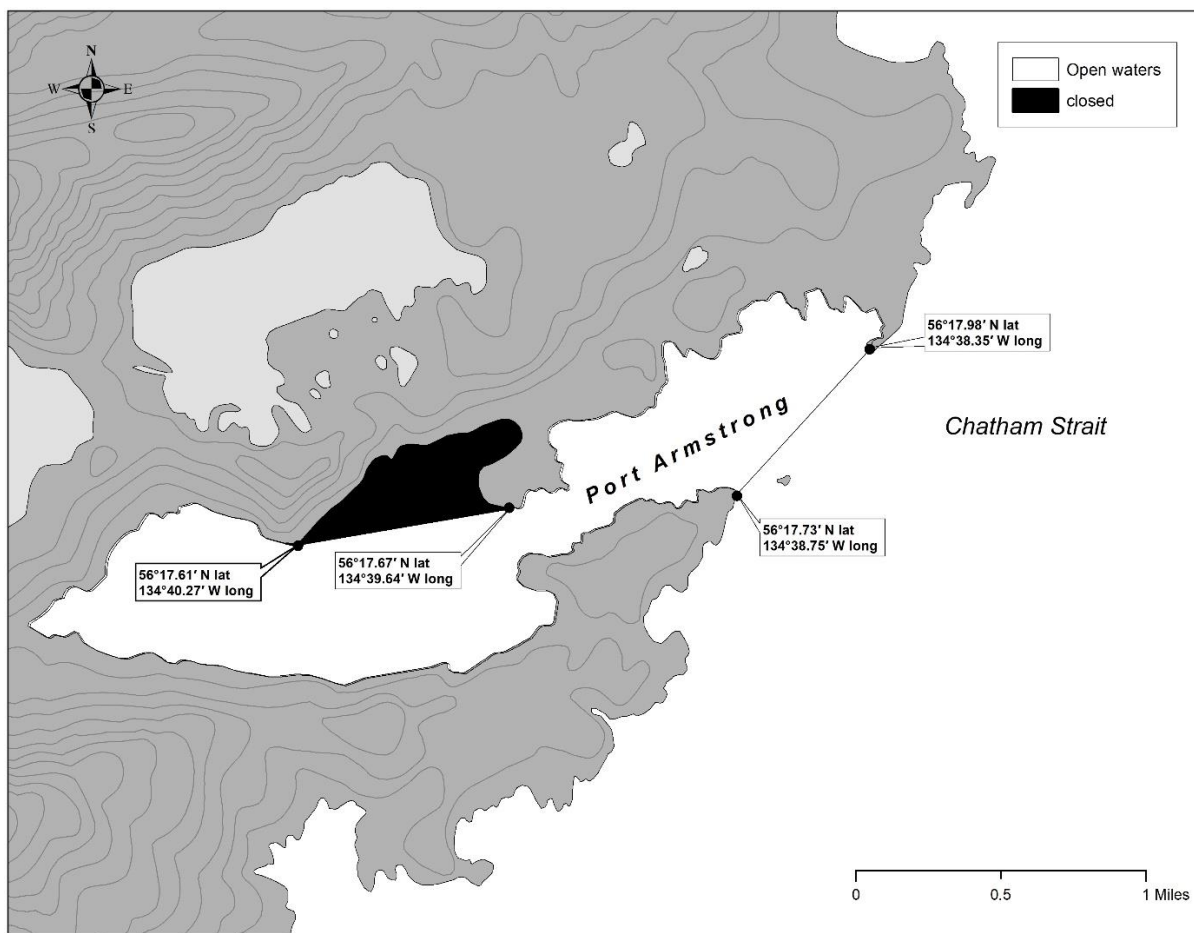 N
W E
S
Open waters
closed
56°17.98′ N lat
134°38.35′ W long
Port Armstrong
Chatham Strait
56°17.73′ N lat
134°38.75′ W long
56°17.67′ N lat
134°39.64′ W long
56°17.61′ N lat
134°40.27′ W long
0 0.5 1 Miles